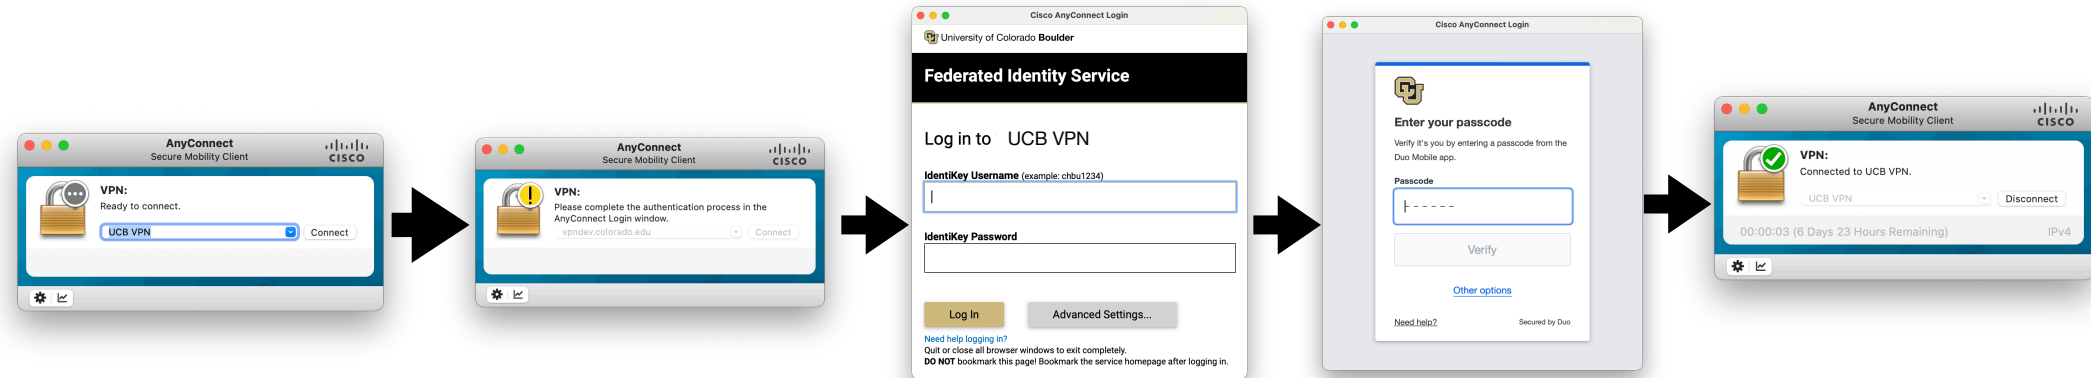 AnyConnect
Secure Mobility Client
CISCO
VPN:
Ready to connect.
UCB VPN
Connect
AnyConnect
Secure Mobility Client
CISCO
VPN:
Please complete the authentication process in the
AnyConnect Login window.
vpndev.colorado.edu
Connect
Cisco AnyConnect Login
University of Colorado Boulder
Federated Identity Service
Log in to UCB VPN
IdentiKey Username (example: chbu1234)
IdentiKey Password
Log In
Advanced Settings...
Need help logging in?
Quit or close all browser windows to exit completely.
DO NOT bookmark this page! Bookmark the service homepage after logging in.
Cisco AnyConnect Login
CU
Enter your passcode
Verify it's you by entering a passcode from the
Duo Mobile app.
Passcode
------
Verify
Other options
Need help?
Secured by Duo
AnyConnect
Secure Mobility Client
CISCO
VPN:
Connected to UCB VPN.
UCB VPN
Disconnect
00:00:03 (6 Days 23 Hours Remaining)
IPv4